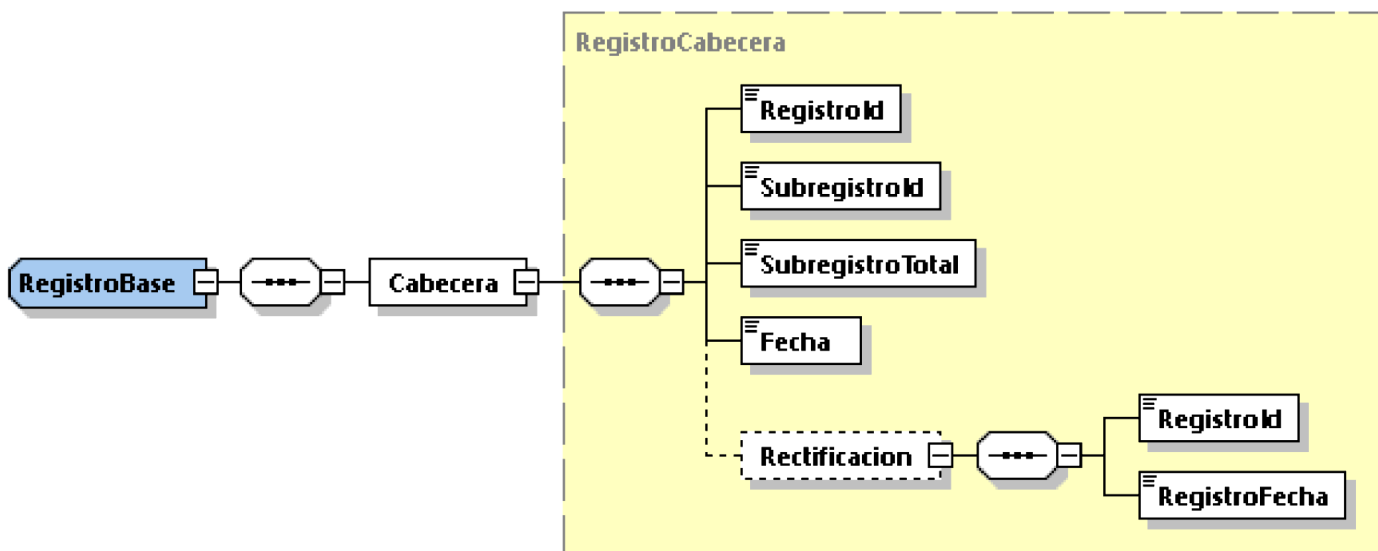 RegistroCabecera
RegistroId
SubregistroId
SubregistroTotal
RegistroBase
Cabecera
Fecha
Rectificacion
RegistroId
RegistroFecha